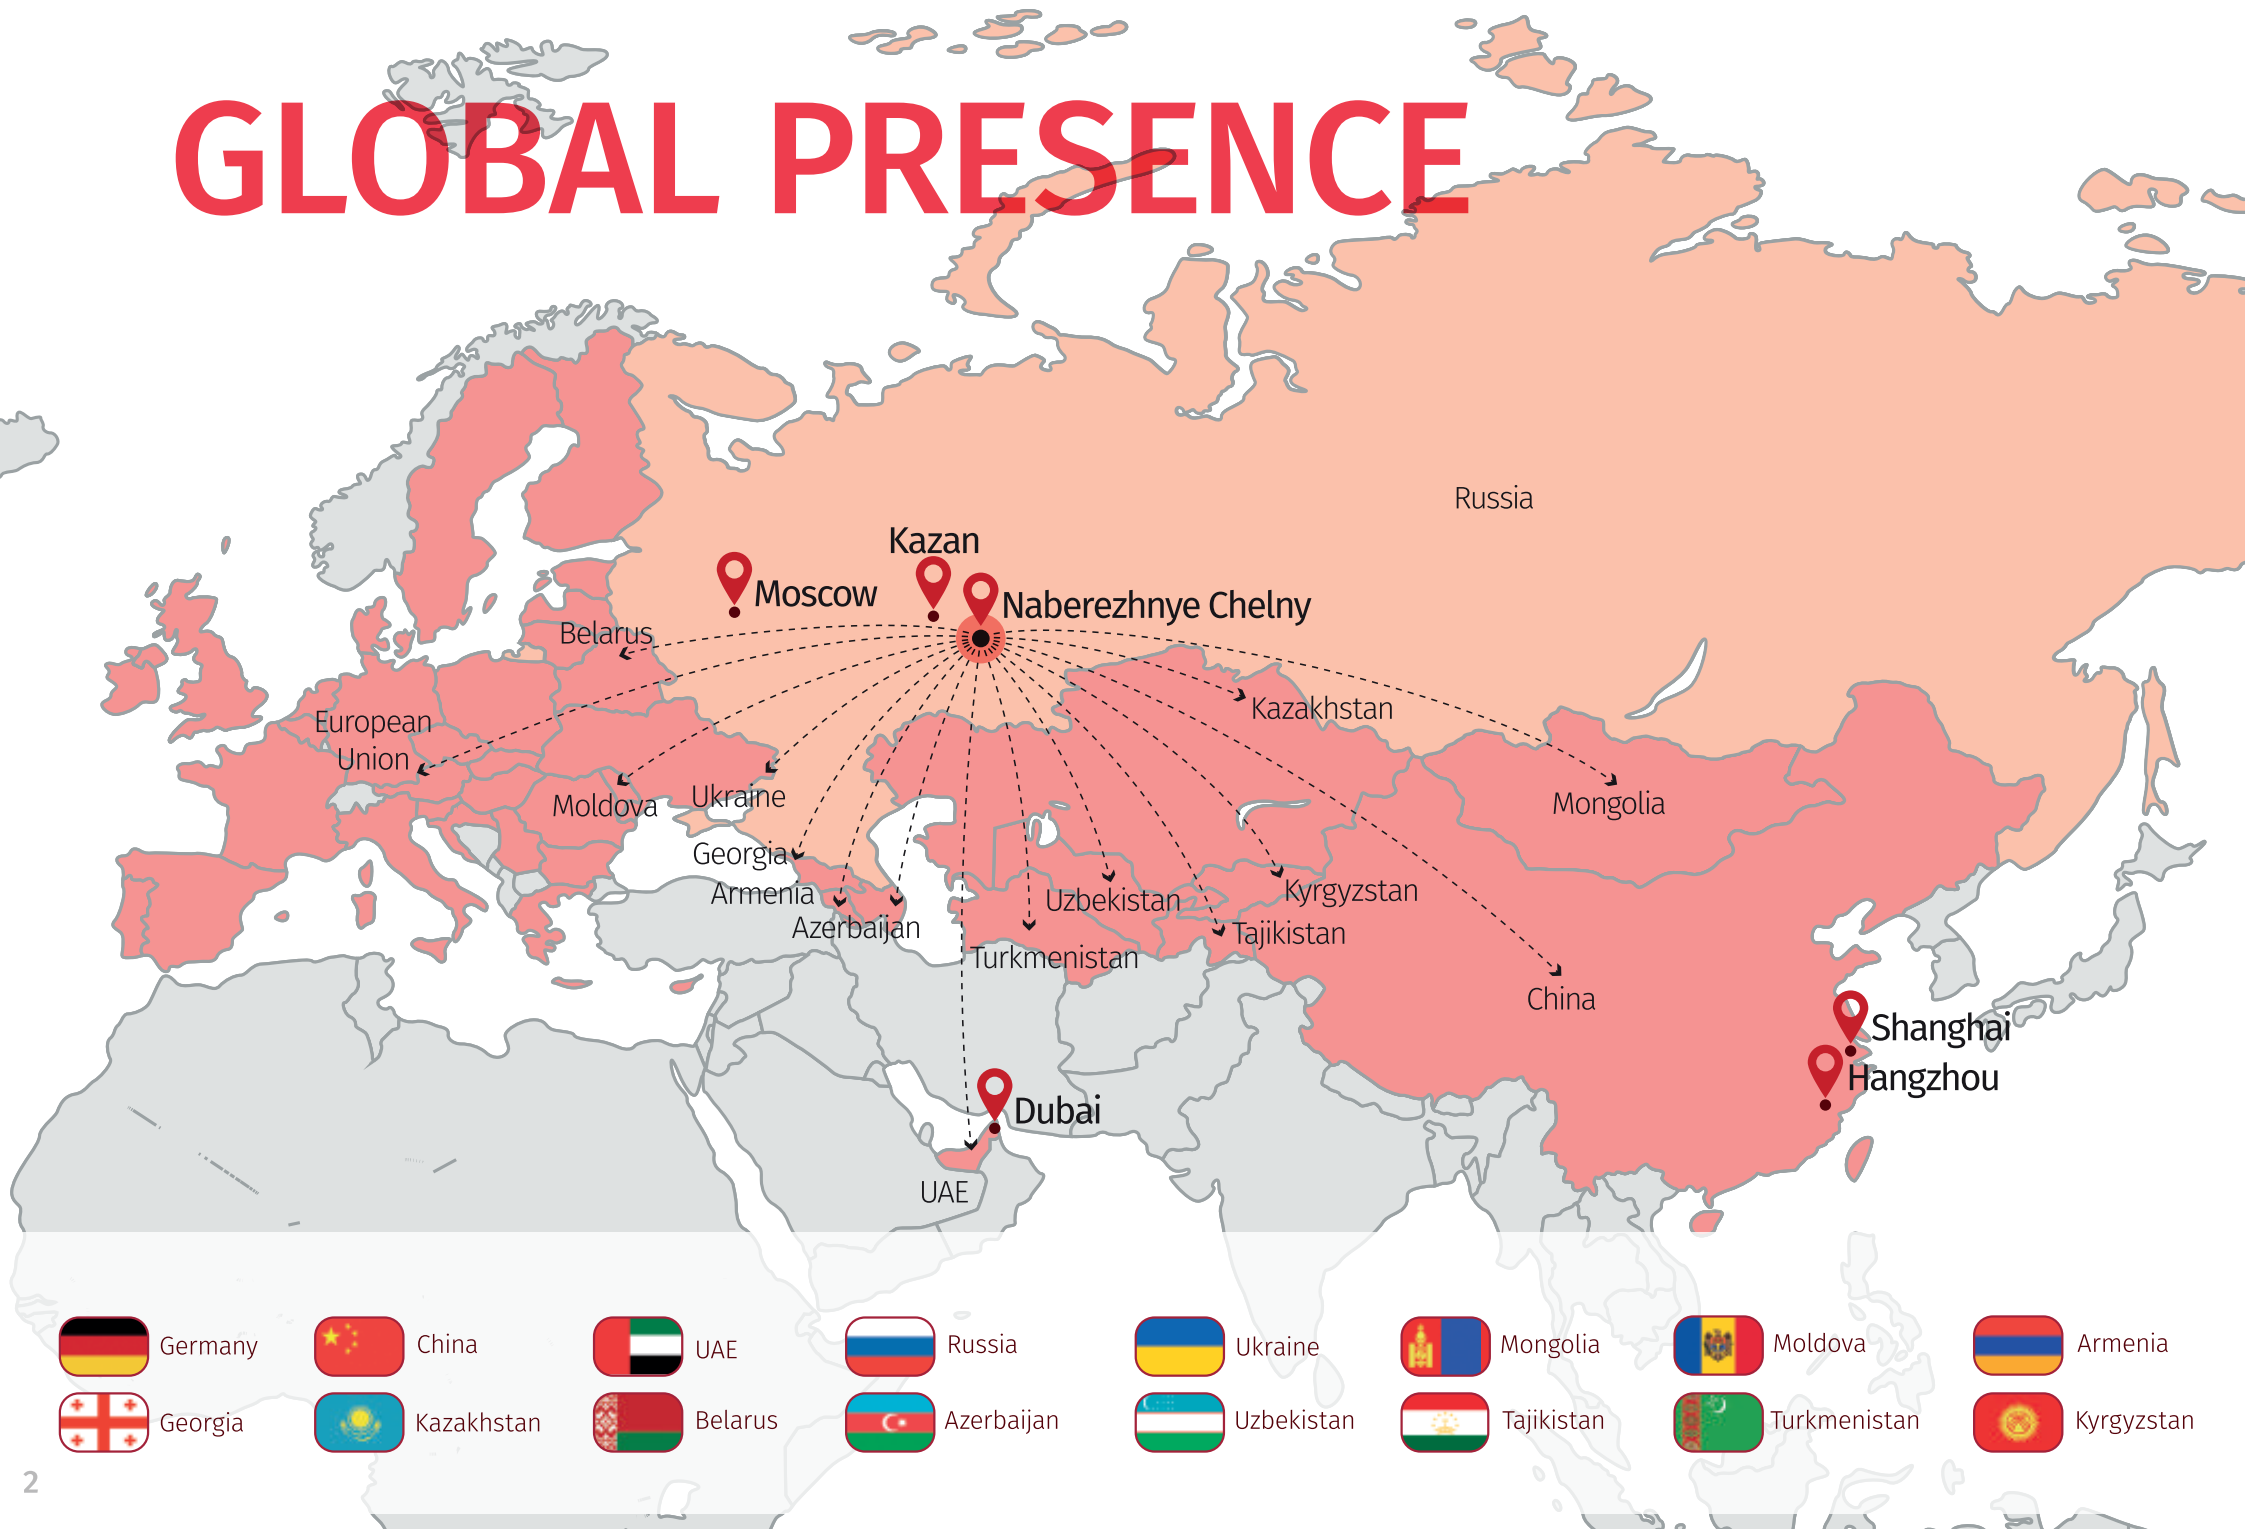 GLOBAL PRESENCE
Russia
Kazan
Moscow
Naberezhnye Chelny
Belarus
European
Union
Kazakhstan
Moldova
Ukraine
Mongolia
Georgia
Armenia
Azerbaijan
Uzbekistan
Kyrgyzstan
Tajikistan
Turkmenistan
China
Shanghai
Hangzhou
Dubai
UAE
Germany
China
UAE
Russia
Ukraine
Mongolia
Moldova
Armenia
Georgia
Kazakhstan
Belarus
Azerbaijan
Uzbekistan
Tajikistan
Turkmenistan
Kyrgyzstan
2